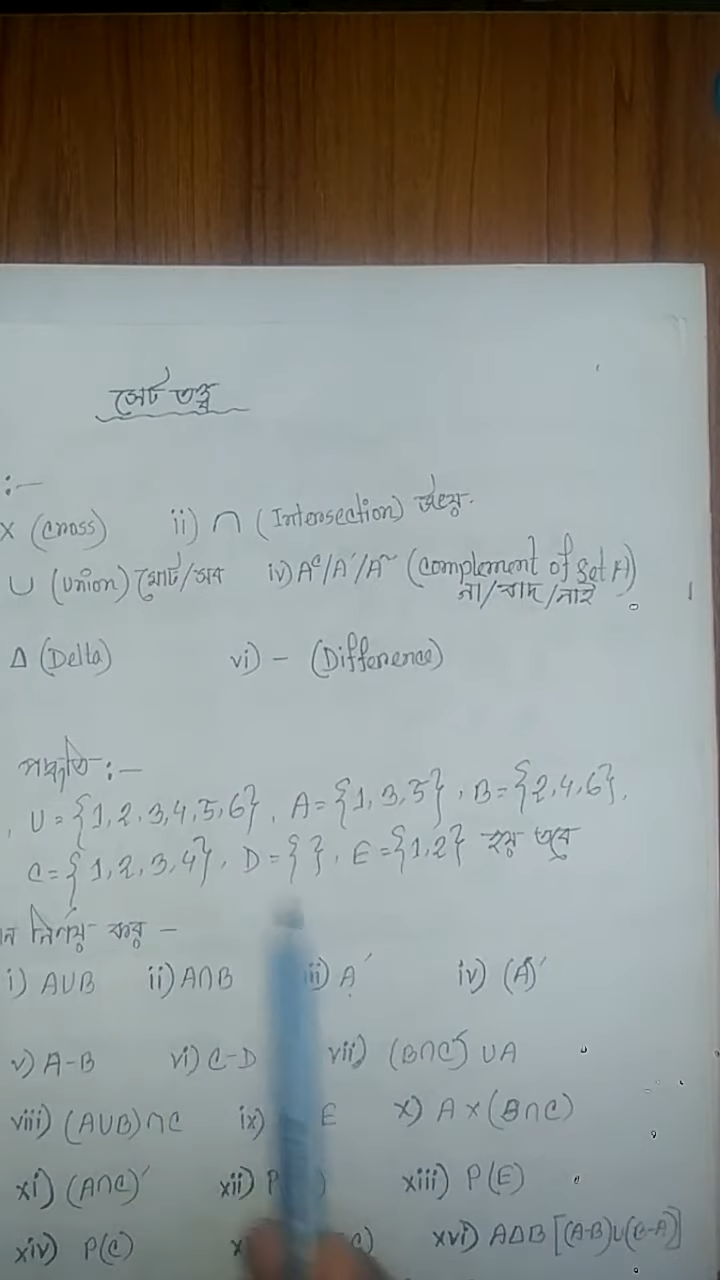 সেট তত্ত্ব
:—
× (Cross) ii) ∩ (Intersection) উভয়.
∪ (Union) মোট/সব iv) Aᶜ/A′/A~ (Complement of Set A)
না/বাদ/নাই
Δ (Delta) vi) – (Difference)
পদ্ধতি :—
U = {1, 2, 3, 4, 5, 6}, A = {1, 3, 5}, B = {2, 4, 6},
C = {1, 2, 3, 4}, D = { }, E = {1, 2} হয় তবে
নির্ণয় কর —
i) A∪B ii) A∩B iii) A′ iv) (A′)′
v) A–B vi) C–D vii) (B∩C′) ∪A
viii) (A∪B)∩C ix) E x) A × (B∩C)
xi) (A∩C)′ xii) P ) xiii) P(E)
xiv) P(C) xvi) AΔB [(A–B)∪(B–A)]